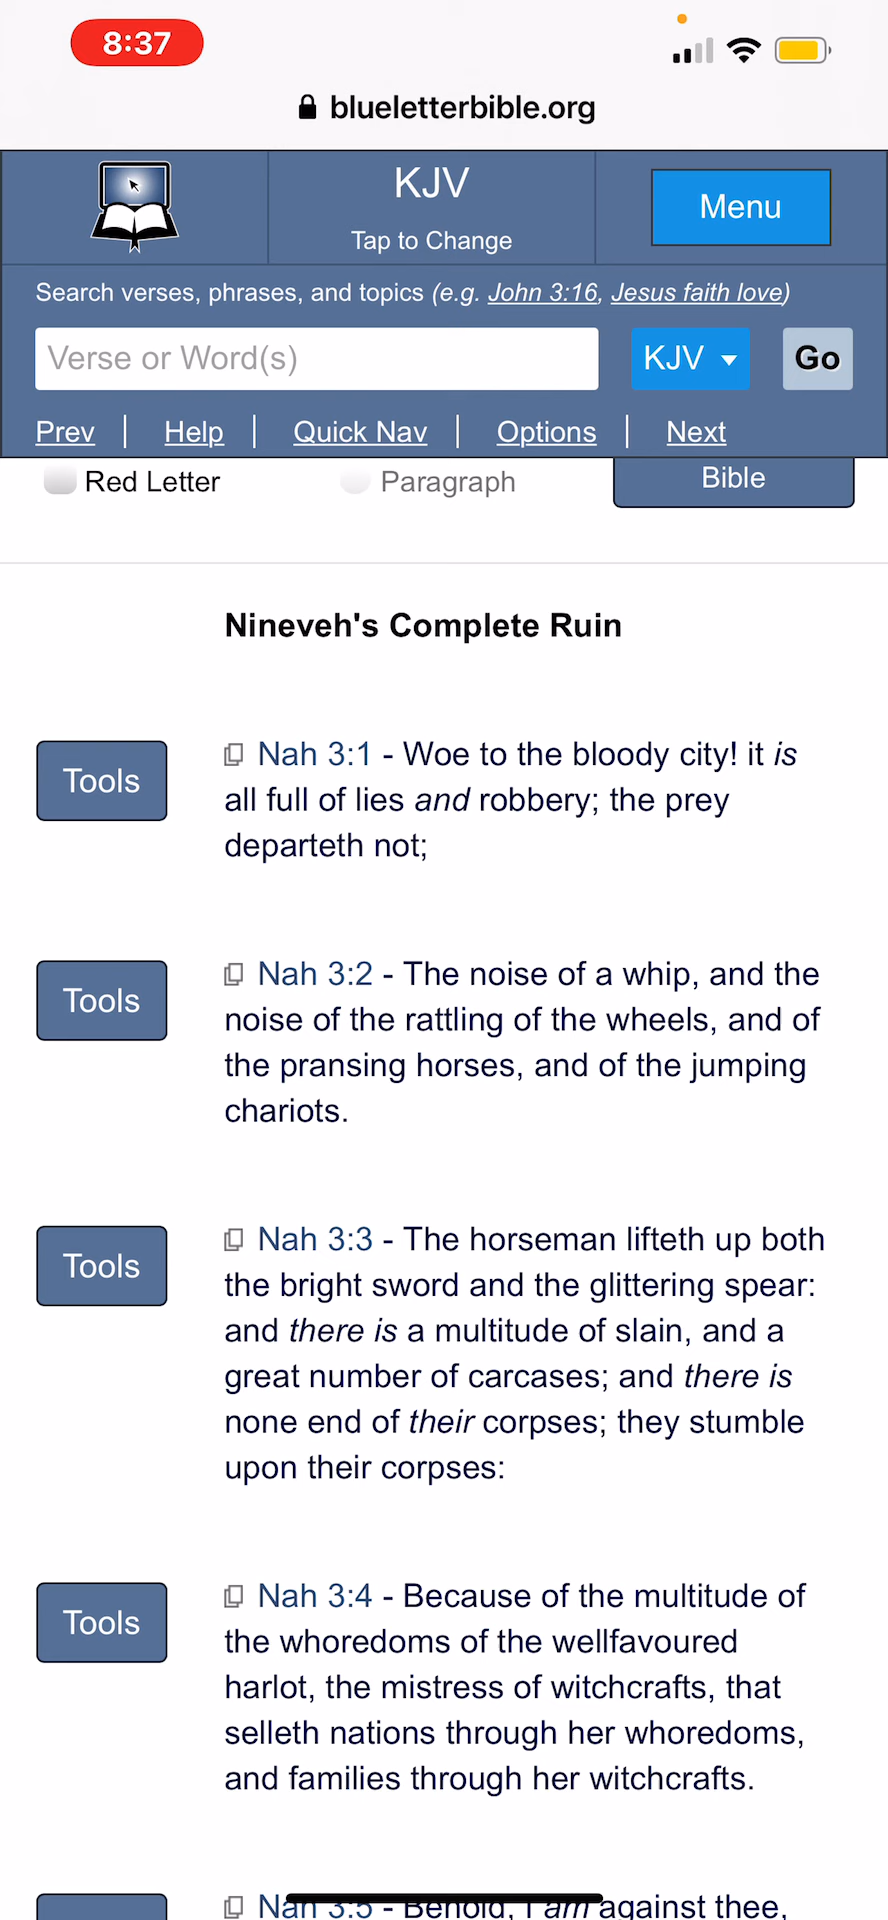 8:37
blueletterbible.org
KJV
Tap to Change
Menu
Search verses, phrases, and topics (e.g. John 3:16, Jesus faith love)
Verse or Word(s)
KJV
Go
Prev | Help | Quick Nav | Options | Next
Red Letter
Paragraph
Bible
Nineveh's Complete Ruin
Tools
Nah 3:1 - Woe to the bloody city! it is
all full of lies and robbery; the prey
departeth not;
Tools
Nah 3:2 - The noise of a whip, and the
noise of the rattling of the wheels, and of
the pransing horses, and of the jumping
chariots.
Tools
Nah 3:3 - The horseman lifteth up both
the bright sword and the glittering spear:
and there is a multitude of slain, and a
great number of carcases; and there is
none end of their corpses; they stumble
upon their corpses:
Tools
Nah 3:4 - Because of the multitude of
the whoredoms of the wellfavoured
harlot, the mistress of witchcrafts, that
selleth nations through her whoredoms,
and families through her witchcrafts.
Nah 3:5 - Behold, I am against thee,